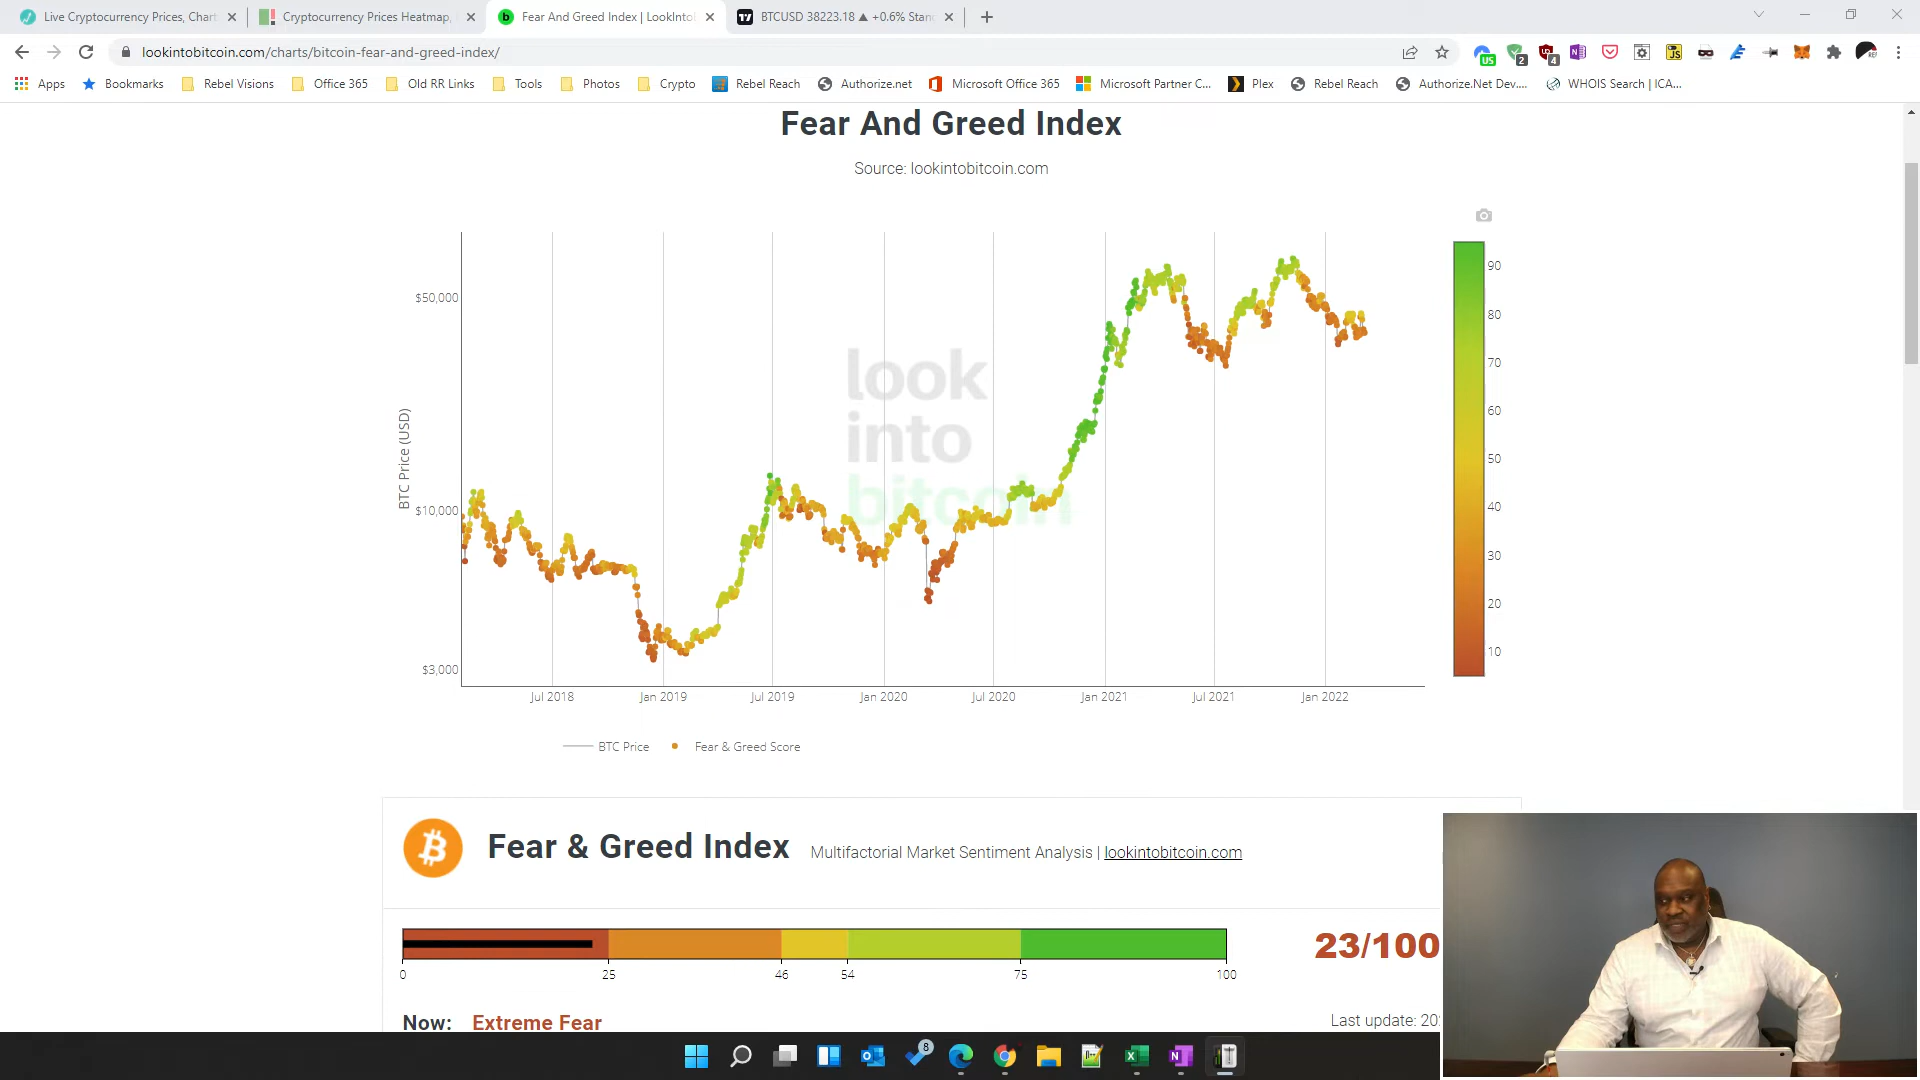 Live Cryptocurrency Prices, Chart
Cryptocurrency Prices Heatmap,
Fear And Greed Index | LookInto
BTCUSD 38223.18 ▲ +0.6% Stan
lookintobitcoin.com/charts/bitcoin-fear-and-greed-index/
US
2
4
JS
Apps
Bookmarks
Rebel Visions
Office 365
Old RR Links
Tools
Photos
Crypto
Rebel Reach
Authorize.net
Microsoft Office 365
Microsoft Partner C...
Plex
Rebel Reach
Authorize.Net Dev....
WHOIS Search | ICA...
Fear And Greed Index
Source: lookintobitcoin.com
$50,000
$10,000
$3,000
BTC Price (USD)
look
into
bitcoin
90
80
70
60
50
40
30
20
10
Jul 2018
Jan 2019
Jul 2019
Jan 2020
Jul 2020
Jan 2021
Jul 2021
Jan 2022
BTC Price
Fear & Greed Score
Fear & Greed Index
Multifactorial Market Sentiment Analysis | lookintobitcoin.com
23/100
0
25
46
54
75
100
Now: Extreme Fear
Last update: 20
8